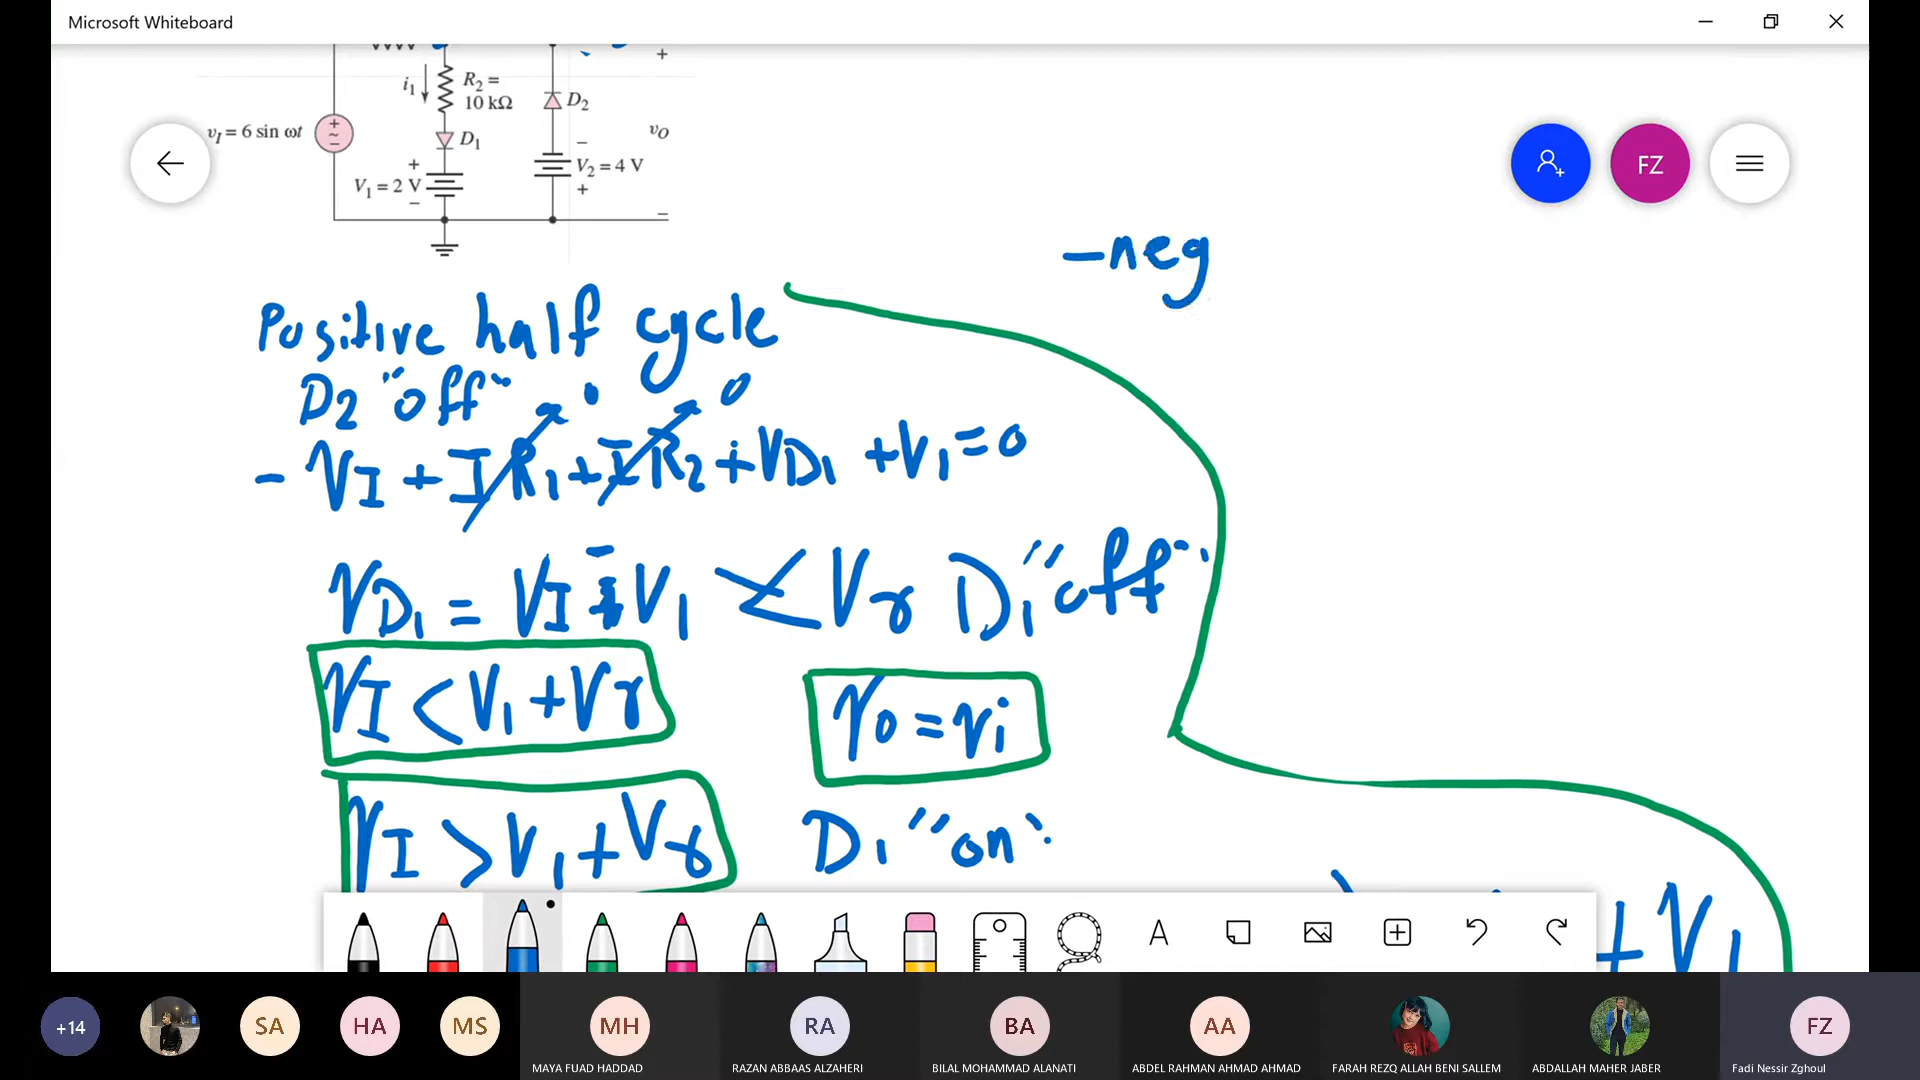 Microsoft Whiteboard
+
i1
R2 =
10 kΩ
D2
vI = 6 sin ωt
+
~
−
D1
vO
+
−
V1 = 2 V
V2 = 4 V
−
+
−
FZ
-neg
Positive half cycle
D2 "off" 0 0
- VI + IR1 + IR2 + VD1 + V1 = 0
VD1 = VI - V1 < Vγ D1 "off"
VI < V1 + Vγ
Vo = vi
VI > V1 + Vγ
D1 "on"
+ V1
A
+14
SA
HA
MS
MH
RA
BA
AA
FZ
MAYA FUAD HADDAD
RAZAN ABBAAS ALZAHERI
BILAL MOHAMMAD ALANATI
ABDEL RAHMAN AHMAD AHMAD
FARAH REZQ ALLAH BENI SALLEM
ABDALLAH MAHER JABER
Fadi Nessir Zghoul